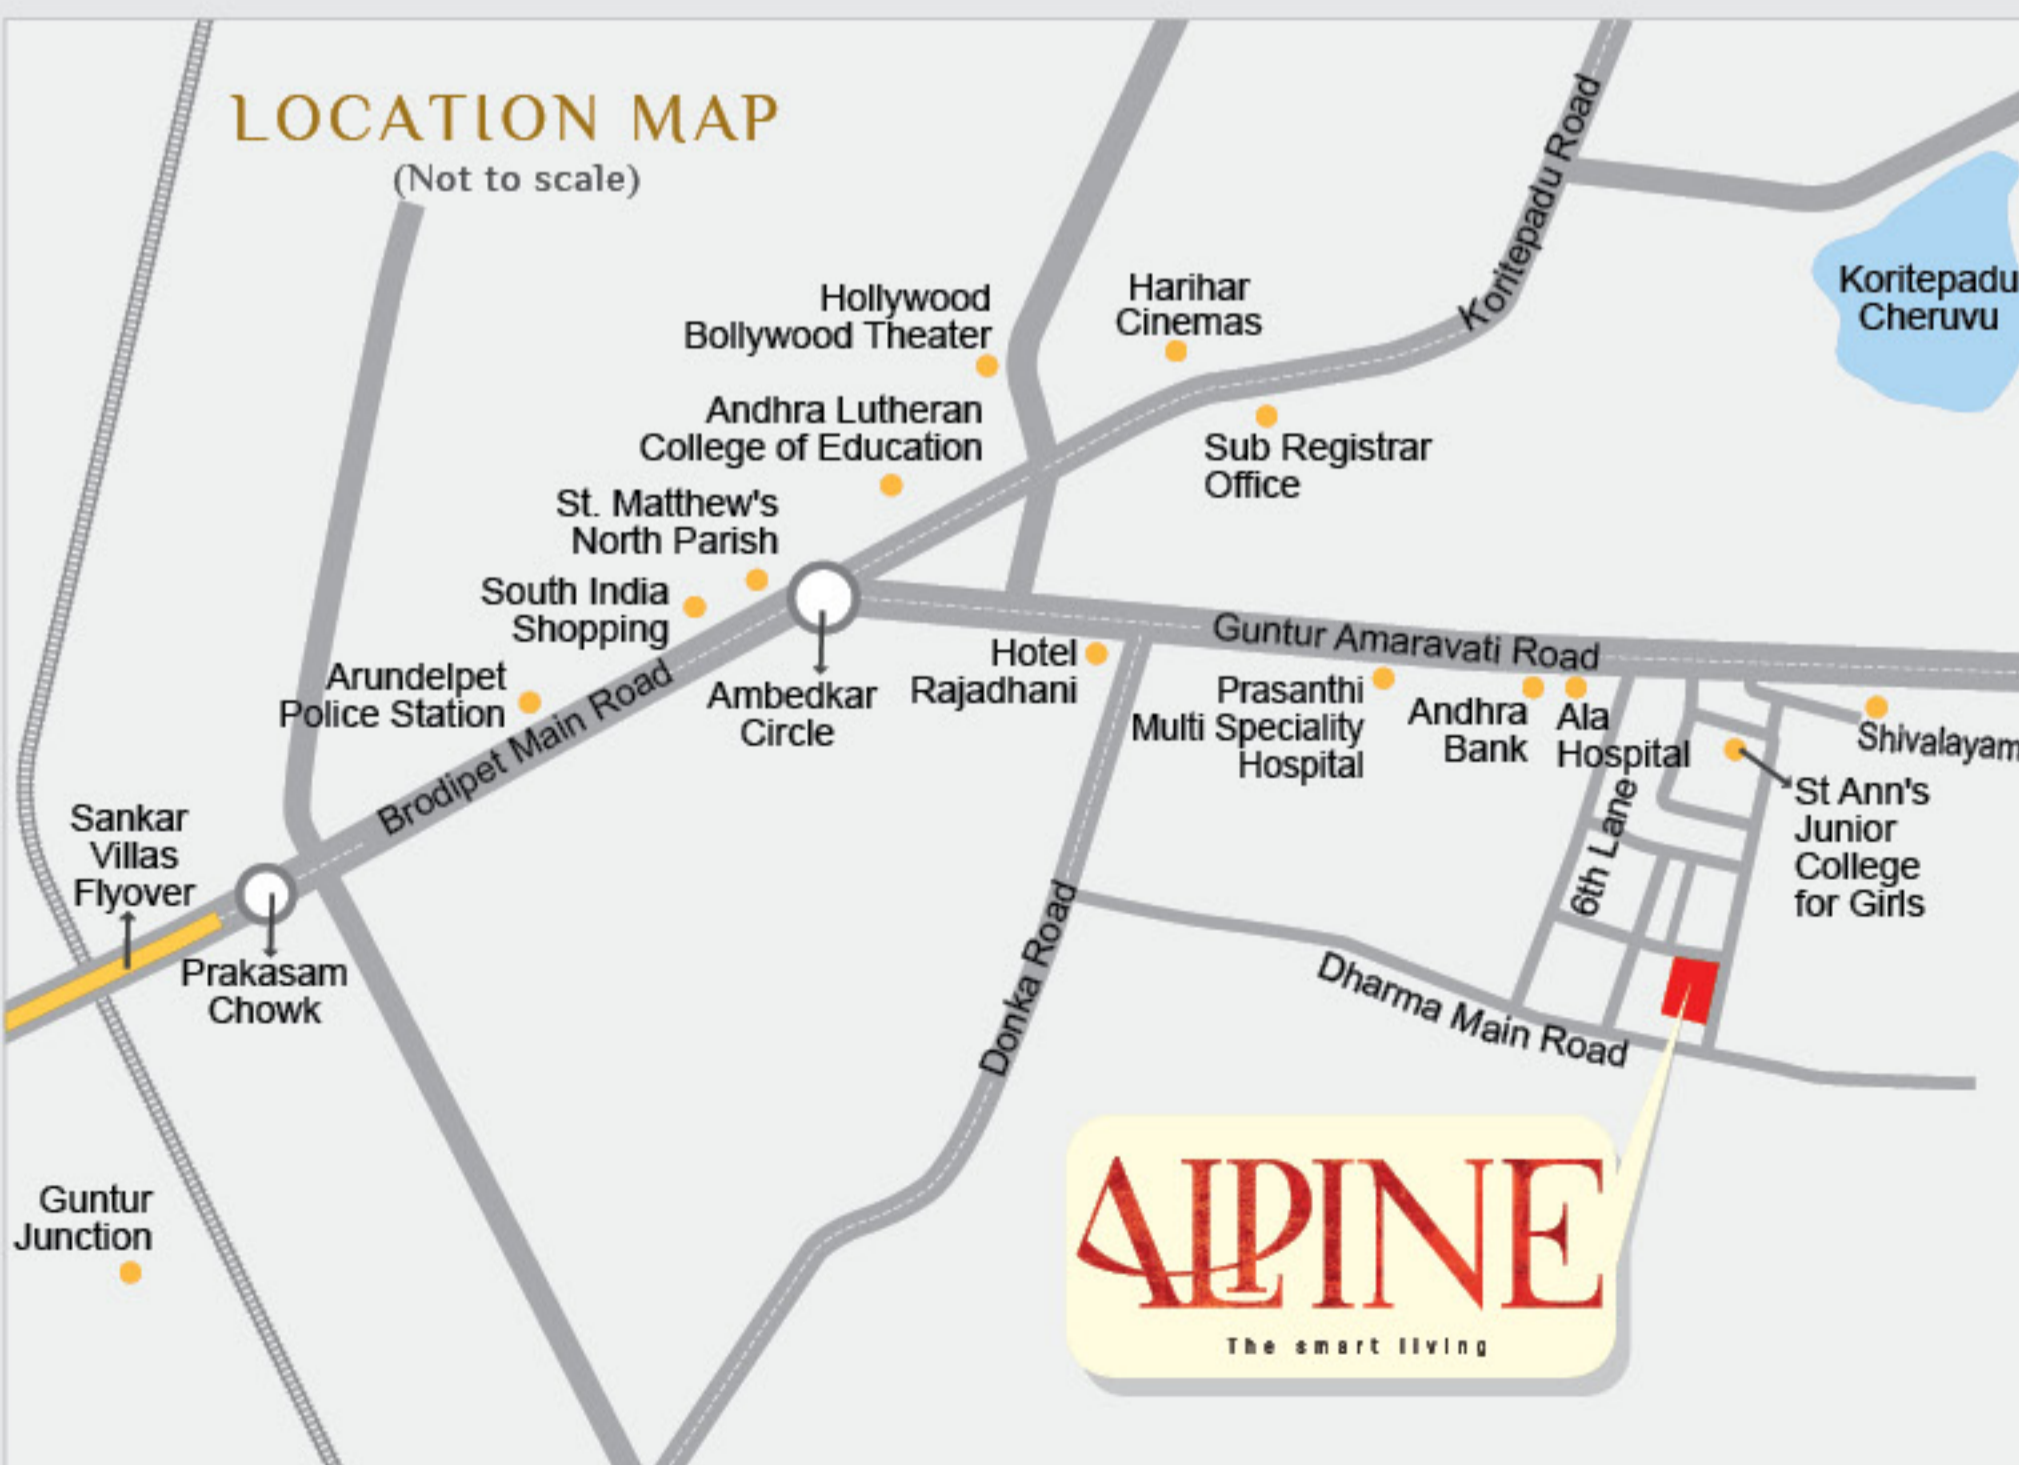 LOCATION MAP
(Not to scale)
Koritepadu Road
Koritepadu
Cheruvu
Hollywood
Bollywood Theater
Harihar
Cinemas
Andhra Lutheran
College of Education
Sub Registrar
Office
St. Matthew's
North Parish
South India
Shopping
Arundelpet
Police Station
Brodipet Main Road
Ambedkar
Circle
Hotel
Rajadhani
Guntur Amaravati Road
Prasanthi
Multi Speciality
Hospital
Andhra
Bank
Ala
Hospital
Shivalayam
St Ann's
Junior
College
for Girls
6th Lane
Sankar
Villas
Flyover
Prakasam
Chowk
Donka Road
Dharma Main Road
Guntur
Junction
ALPINE
The smart living